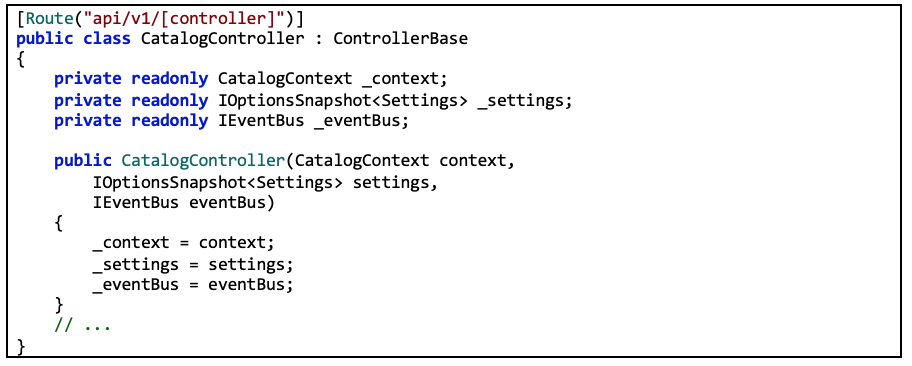 [Route("api/v1/[controller]")]
public class CatalogController : ControllerBase
{
    private readonly CatalogContext _context;
    private readonly IOptionsSnapshot<Settings> _settings;
    private readonly IEventBus _eventBus;

    public CatalogController(CatalogContext context,
        IOptionsSnapshot<Settings> settings,
        IEventBus eventBus)
    {
        _context = context;
        _settings = settings;
        _eventBus = eventBus;
    }
    // ...
}